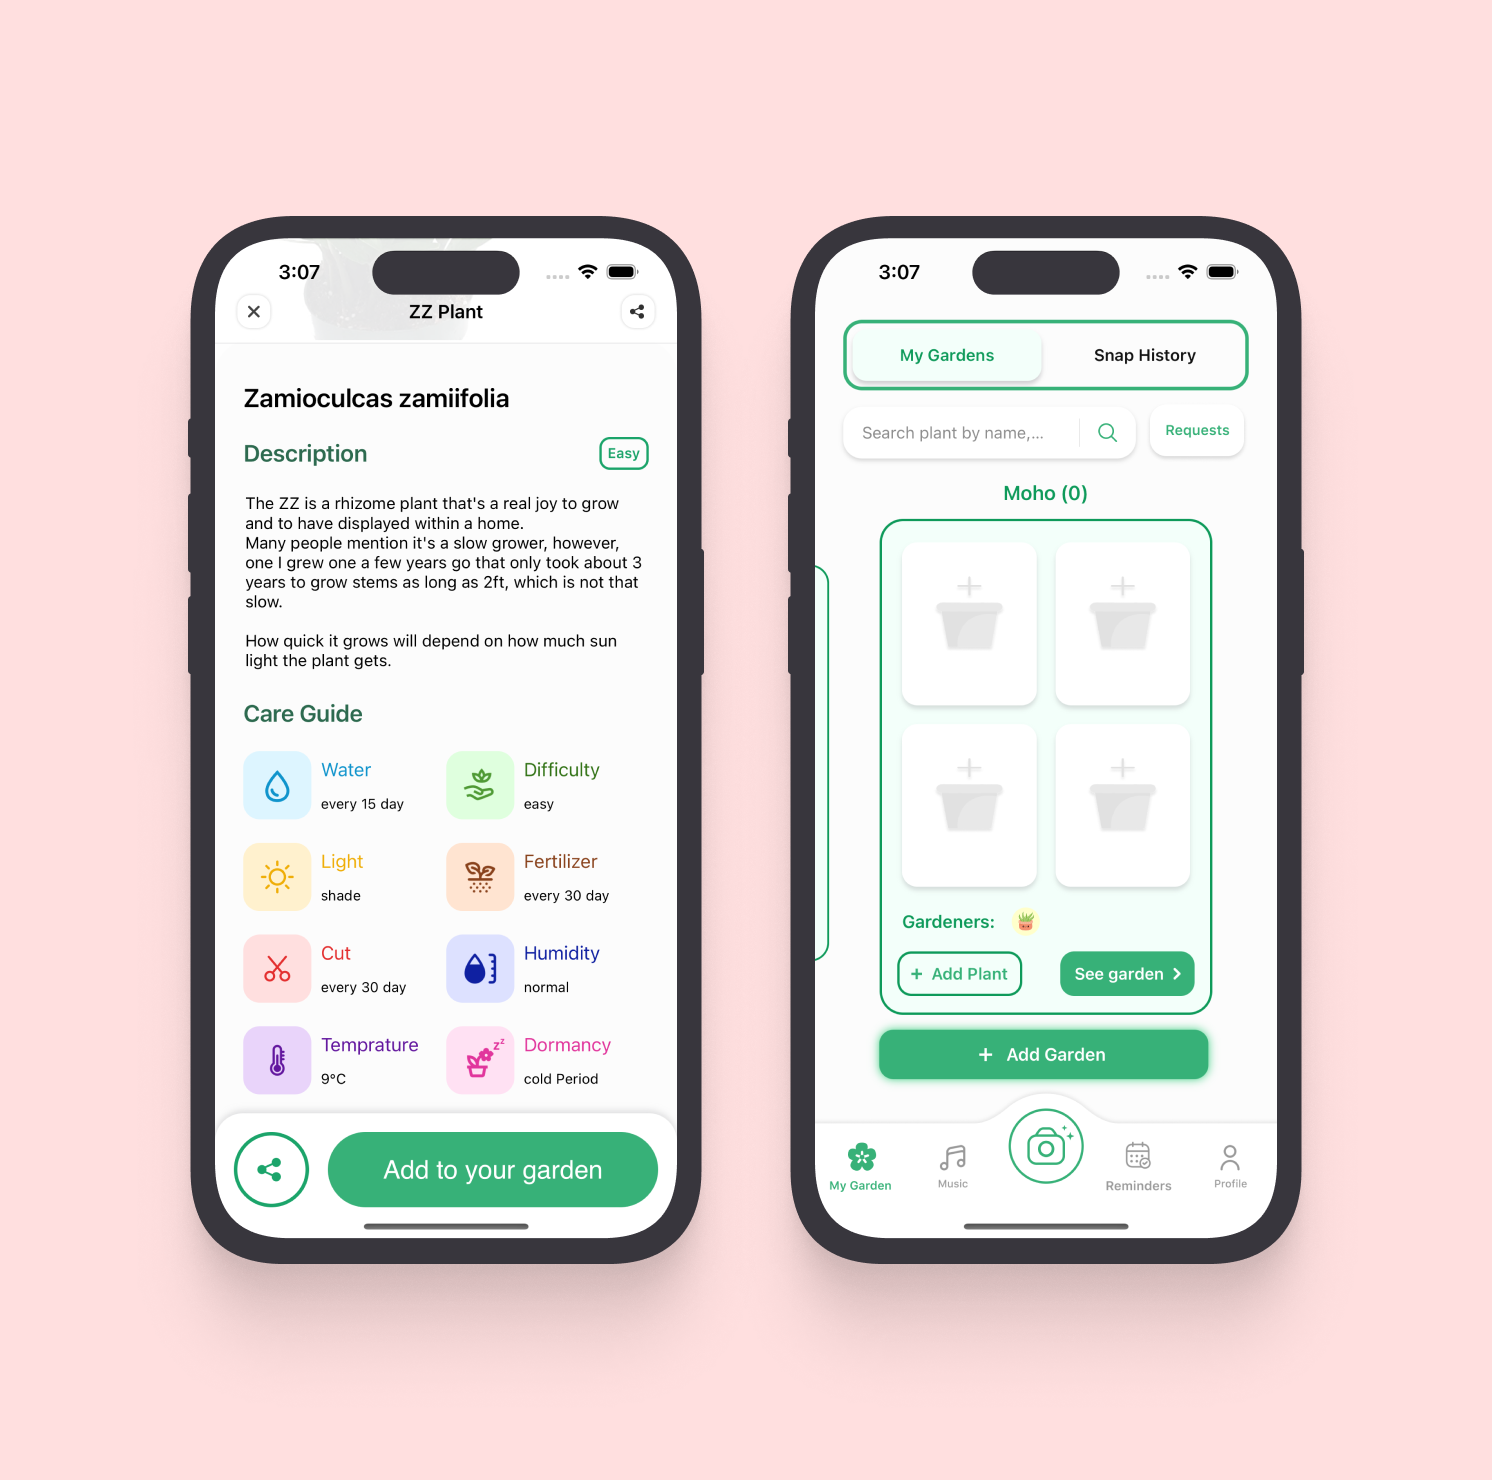 3:07
ZZ Plant
Zamioculcas zamiifolia
Description
Easy
The ZZ is a rhizome plant that's a real joy to grow
and to have displayed within a home.
Many people mention it's a slow grower, however,
one I grew one a few years go that only took about 3
years to grow stems as long as 2ft, which is not that
slow.
How quick it grows will depend on how much sun
light the plant gets.
Care Guide
Water
every 15 day
Difficulty
easy
Light
shade
Fertilizer
every 30 day
Cut
every 30 day
Humidity
normal
Temprature
9°C
zz
Dormancy
cold Period
Add to your garden
3:07
My Gardens
Snap History
Search plant by name,...
Requests
Moho (0)
Gardeners:
+ Add Plant
See garden >
+ Add Garden
My Garden
Music
Reminders
Profile